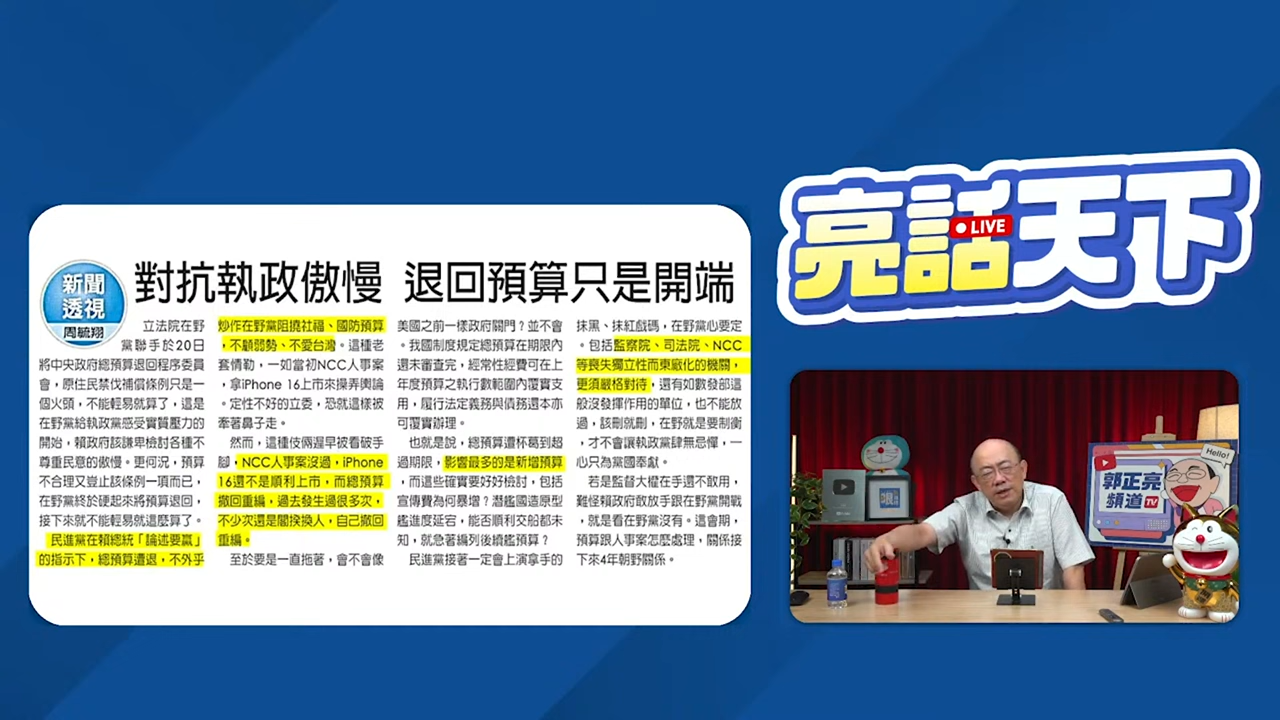 新聞
透視
周毓翔
對抗執政傲慢 退回預算只是開端
立法院在野
黨聯手於20日
將中央政府總預算退回程序委員
會，原住民禁伐補償條例只是一
個火頭，不能輕易就算了，這是
在野黨給執政黨感受實質壓力的
開始，賴政府該謙卑檢討各種不
尊重民意的傲慢。更何況，預算
不合理又豈止該條例一項而已，
在野黨終於硬起來將預算退回，
接下來就不能輕易就這麼算了。
民進黨在賴總統「論述要贏」
的指示下，總預算遭退，不外乎
炒作在野黨阻撓社福、國防預算
，不顧弱勢、不愛台灣。這種老
套情勒，一如當初NCC人事案
，拿iPhone 16上市來操弄輿論
。定性不好的立委，恐就這樣被
牽著鼻子走。
然而，這種伎倆遲早被看破手
腳，NCC人事案沒過，iPhone
16還不是順利上市，而總預算
撤回重編，過去發生過很多次，
不少次還是閣揆換人，自己撤回
重編。
至於要是一直拖著，會不會像
美國之前一樣政府關門？並不會
。我國制度規定總預算在期限內
還未審查完，經常性經費可在上
年度預算之執行數範圍內覆實支
用，履行法定義務與債務還本亦
可覆實辦理。
也就是說，總預算遭杯葛到超
過期限，影響最多的是新增預算
，而這些確實要好好檢討，包括
宣傳費為何暴增？潛艦國造原型
艦進度延宕，能否順利交船都未
知，就急著編列後續艦預算？
民進黨接著一定會上演拿手的
抹黑、抹紅戲碼，在野黨心要定
。包括監察院、司法院、NCC
等喪失獨立性而東廠化的機關，
更須嚴格對待，還有如數發部這
般沒發揮作用的單位，也不能放
過，該刪就刪，在野就是要制衡
，才不會讓執政黨肆無忌憚，一
心只為黨國奉獻。
若是監督大權在手還不敢用，
難怪賴政府敢放手跟在野黨開戰
，就是看在野黨沒有。這會期，
預算跟人事案怎麼處理，關係接
下來4年朝野關係。
亮話天下
LIVE
Hello!
郭正亮
頻道TV